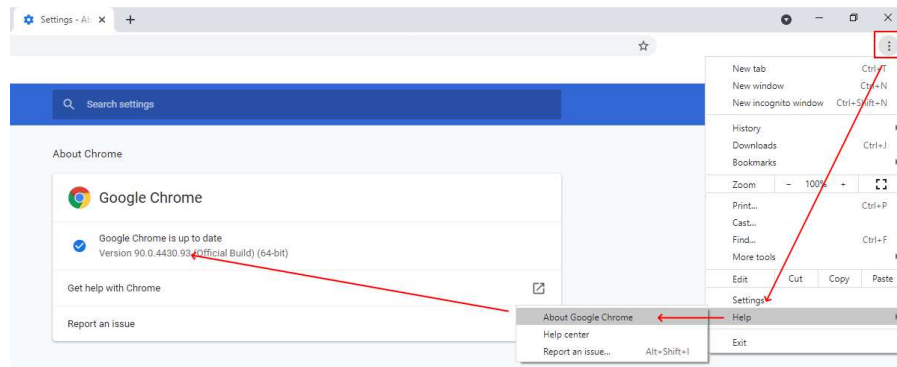 Settings - Ab
New tab Ctrl+T
New window Ctrl+N
New incognito window Ctrl+Shift+N
History
Downloads Ctrl+J
Bookmarks
Zoom - 100% +
Print... Ctrl+P
Cast...
Find... Ctrl+F
More tools
Edit Cut Copy Paste
Settings
Help
Exit
Search settings
About Chrome
Google Chrome
Google Chrome is up to date
Version 90.0.4430.93 (Official Build) (64-bit)
Get help with Chrome
Report an issue
About Google Chrome
Help center
Report an issue... Alt+Shift+I